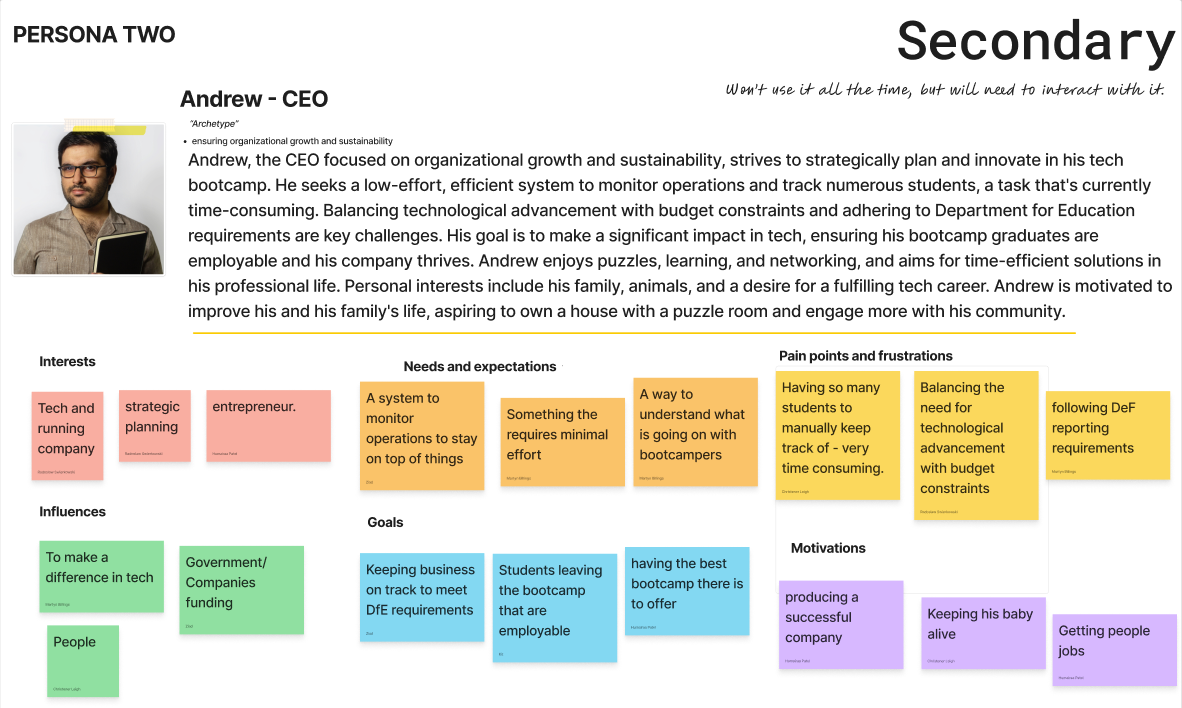 PERSONA TWO
Secondary
Won't use it all the time, but will need to interact with it.
Andrew - CEO
"Archetype"
• ensuring organizational growth and sustainability
Andrew, the CEO focused on organizational growth and sustainability, strives to strategically plan and innovate in his tech
bootcamp. He seeks a low-effort, efficient system to monitor operations and track numerous students, a task that's currently
time-consuming. Balancing technological advancement with budget constraints and adhering to Department for Education
requirements are key challenges. His goal is to make a significant impact in tech, ensuring his bootcamp graduates are
employable and his company thrives. Andrew enjoys puzzles, learning, and networking, and aims for time-efficient solutions in
his professional life. Personal interests include his family, animals, and a desire for a fulfilling tech career. Andrew is motivated to
improve his and his family's life, aspiring to own a house with a puzzle room and engage more with his community.
Interests
Tech and
running
company
strategic
planning
entrepreneur.
Influences
To make a
difference in tech
Government/
Companies
funding
People
Needs and expectations
A system to
monitor
operations to stay
on top of things
Something the
requires minimal
effort
A way to
understand what
is going on with
bootcampers
Goals
Keeping business
on track to meet
DfE requirements
Students leaving
the bootcamp
that are
employable
having the best
bootcamp there is
to offer
Pain points and frustrations
Having so many
students to
manually keep
track of - very
time consuming.
Balancing the
need for
technological
advancement
with budget
constraints
following DeF
reporting
requirements
Motivations
producing a
successful
company
Keeping his baby
alive
Getting people
jobs